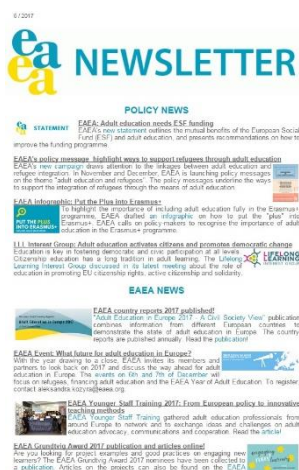 8 / 2017
ea
ea
NEWSLETTER
POLICY NEWS
EAEA: Adult education needs ESF funding
STATEMENT
EAEA's new statement outlines the mutual benefits of the European Social
Fund (ESF) and adult education, and presents recommendations on how to
improve the funding programme.
EAEA's policy message highlight ways to support refugees through adult education
EAEA's new campaign draws attention to the linkages between adult education and
refugee integration. In November and December, EAEA is launching policy messages
on the theme "adult education and refugees". The policy messages underline the ways
to support the integration of refugees through the means of adult education.
EAEA infographic: Put the Plus into Erasmus+
PUT THE PLUS
INTO ERASMUS+
To highlight the importance of including adult education fully in the Erasmus+
programme, EAEA drafted an infographic on how to put the "plus" into
Erasmus+. EAEA calls on policy-makers to recognise the importance of adult
education in the Erasmus+ programme.
LLL Interest Group: Adult education activates citizens and promotes democratic change
Education is key in fostering democratic and civic participation at all levels.
Citizenship education has a long tradition in adult learning. The Lifelong
Learning Interest Group discussed in its latest meeting about the role of
education in promoting EU citizenship rights, active citizenship and solidarity.
LIFELONG
LEARNING
EAEA NEWS
EAEA country reports 2017 published!
"Adult Education in Europe 2017 - A Civil Society View" publication
combines information from different European countries to
demonstrate the state of adult education in Europe. The country
reports are published annually. Read the publication!
EAEA Event: What future for adult education in Europe?
With the year drawing to a close, EAEA invites its members and
partners to look back on 2017 and discuss the way ahead for adult
education in Europe. The events on 6th and 7th of December will
focus on refugees, financing adult education and the EAEA Year of Adult Education. To register
contact aleksandra.kozyra@eaea.org.
EAEA Younger Staff Training 2017: From European policy to innovative
teaching methods
EAEA Younger Staff Training gathered adult education professionals from
around Europe to network and to exchange ideas and challenges on adult
education advocacy, communications and cooperation. Read the article!
EAEA Grundtvig Award 2017 publication and articles online!
Are you looking for project examples and good practices on engaging new
learners? The EAEA Grundtvig Award 2017 nominees have been collected to
a publication. Articles on the projects can also be found on the EAEA